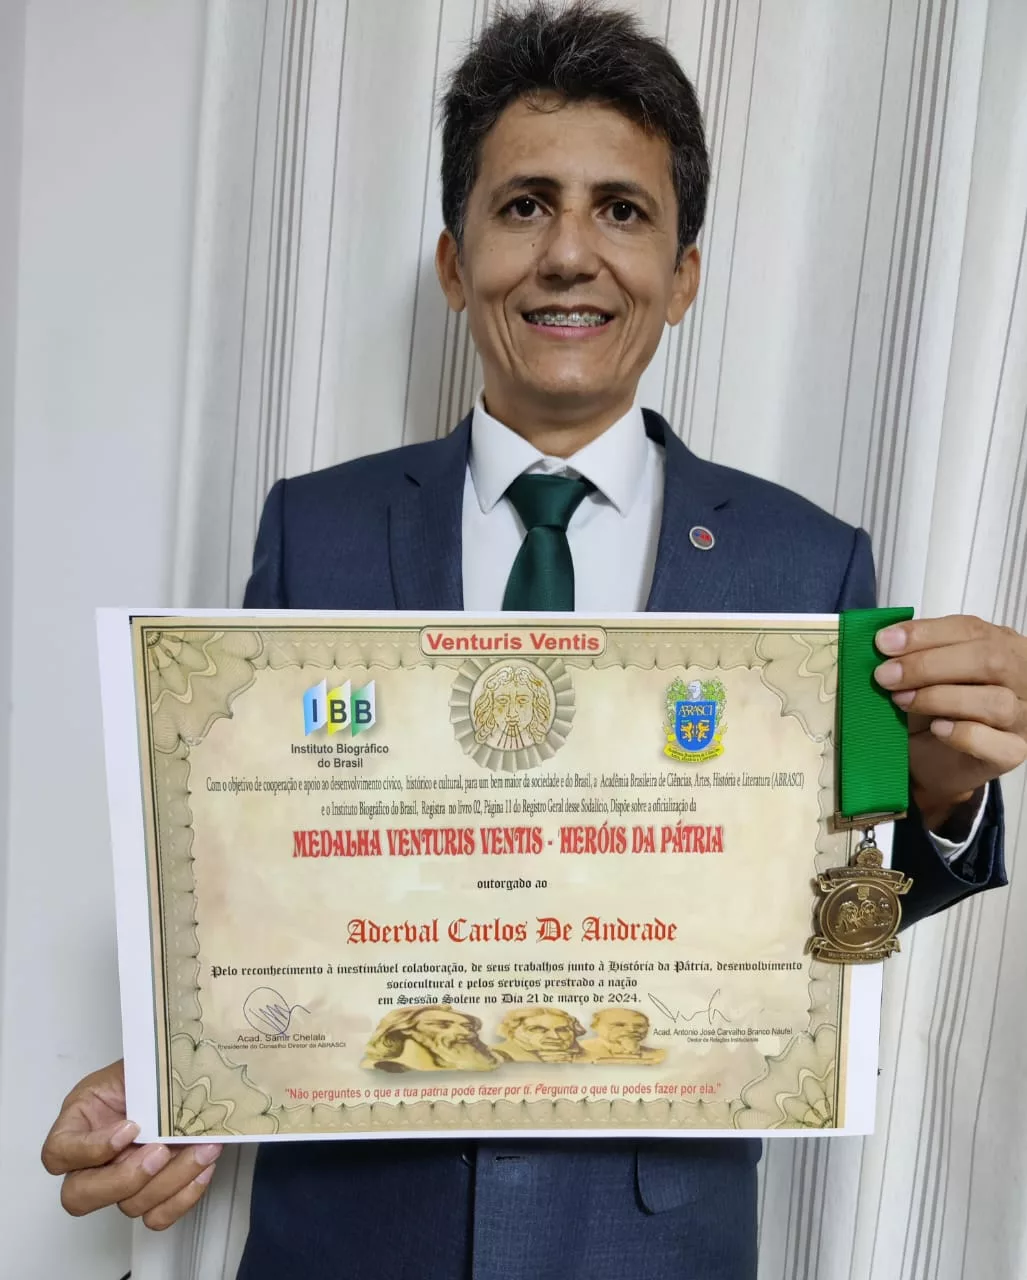 Venturis Ventis
IBB
Instituto Biográfico
do Brasil
ABRASCI
Com o objetivo de cooperação e apoio ao desenvolvimento cívico, histórico e cultural, para um bem maior da sociedade e do Brasil, a Acadêmia Brasileira de Ciências, Artes, História e Literatura (ABRASCI)
e o Instituto Biográfico do Brasil, Registra no livro 02, Página 11 do Registro Geral desse Sodalício, Dispõe sobre a oficialização da
MEDALHA VENTURIS VENTIS - HERÓIS DA PÁTRIA
outorgado ao
Aderval Carlos De Andrade
Pelo reconhecimento à inestimável colaboração, de seus trabalhos junto à História da Pátria, desenvolvimento
sociocultural e pelos serviços prestrado a nação
em Sessão Solene no Dia 21 de março de 2024.
Acad. Samir Chelala
Presidente do Conselho Diretor da ABRASCI
Acad. Antonio José Carvalho Branco Náufel
Diretor de Relações Institucionais
"Não perguntes o que a tua patria pode fazer por ti. Pergunta o que tu podes fazer por ela."